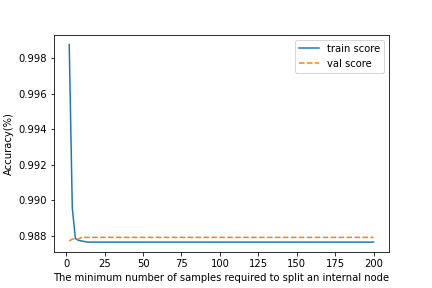 train score
val score
0.998
0.996
0.994
0.992
0.990
0.988
Accuracy(%)
0 25 50 75 100 125 150 175 200
The minimum number of samples required to split an internal node